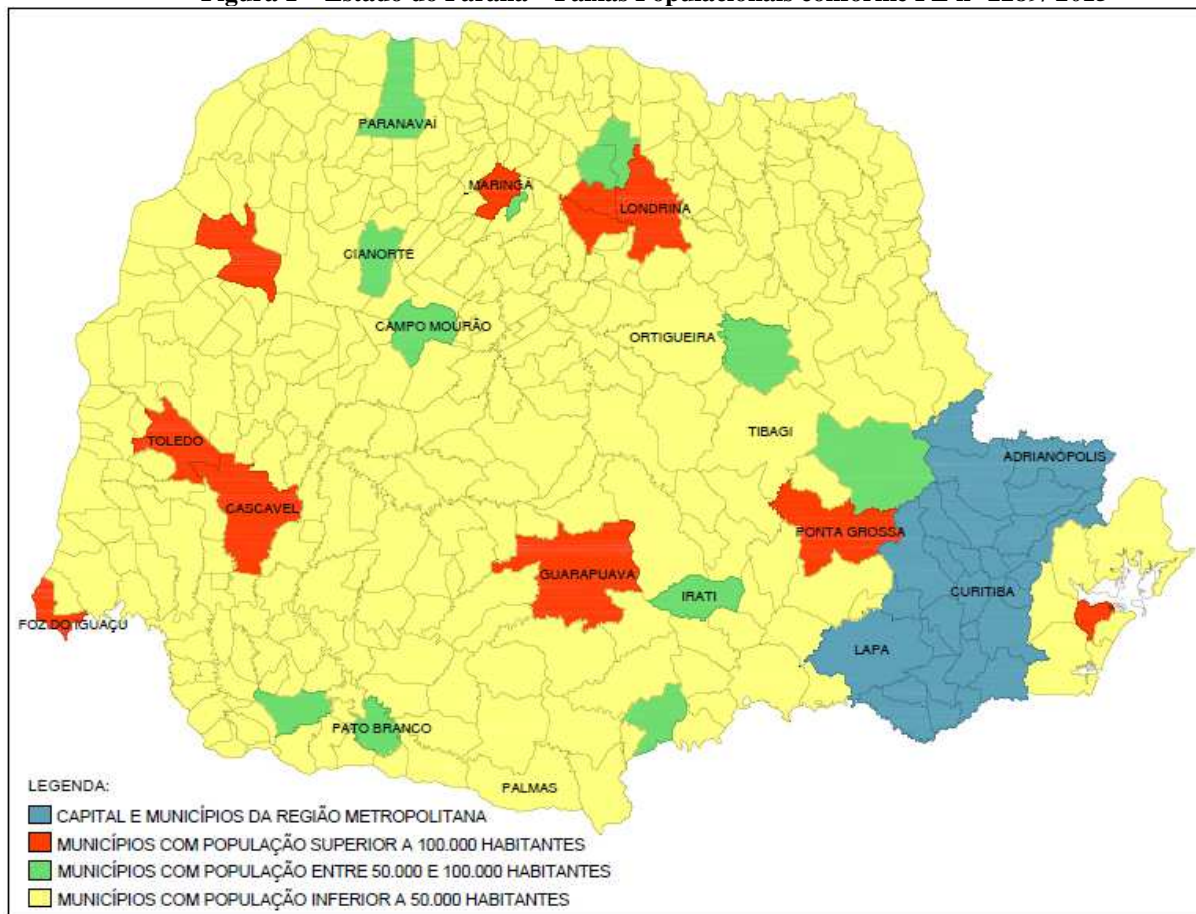 PARANAVAÍ
MARINGÁ
LONDRINA
CIANORTE
CAMPO MOURÃO
ORTIGUEIRA
TIBAGI
ADRIANÓPOLIS
TOLEDO
CASCAVEL
PONTA GROSSA
GUARAPUAVA
IRATI
CURITIBA
FOZ DO IGUAÇU
LAPA
PATO BRANCO
PALMAS
LEGENDA:
CAPITAL E MUNICÍPIOS DA REGIÃO METROPOLITANA
MUNICÍPIOS COM POPULAÇÃO SUPERIOR A 100.000 HABITANTES
MUNICÍPIOS COM POPULAÇÃO ENTRE 50.000 E 100.000 HABITANTES
MUNICÍPIOS COM POPULAÇÃO INFERIOR A 50.000 HABITANTES